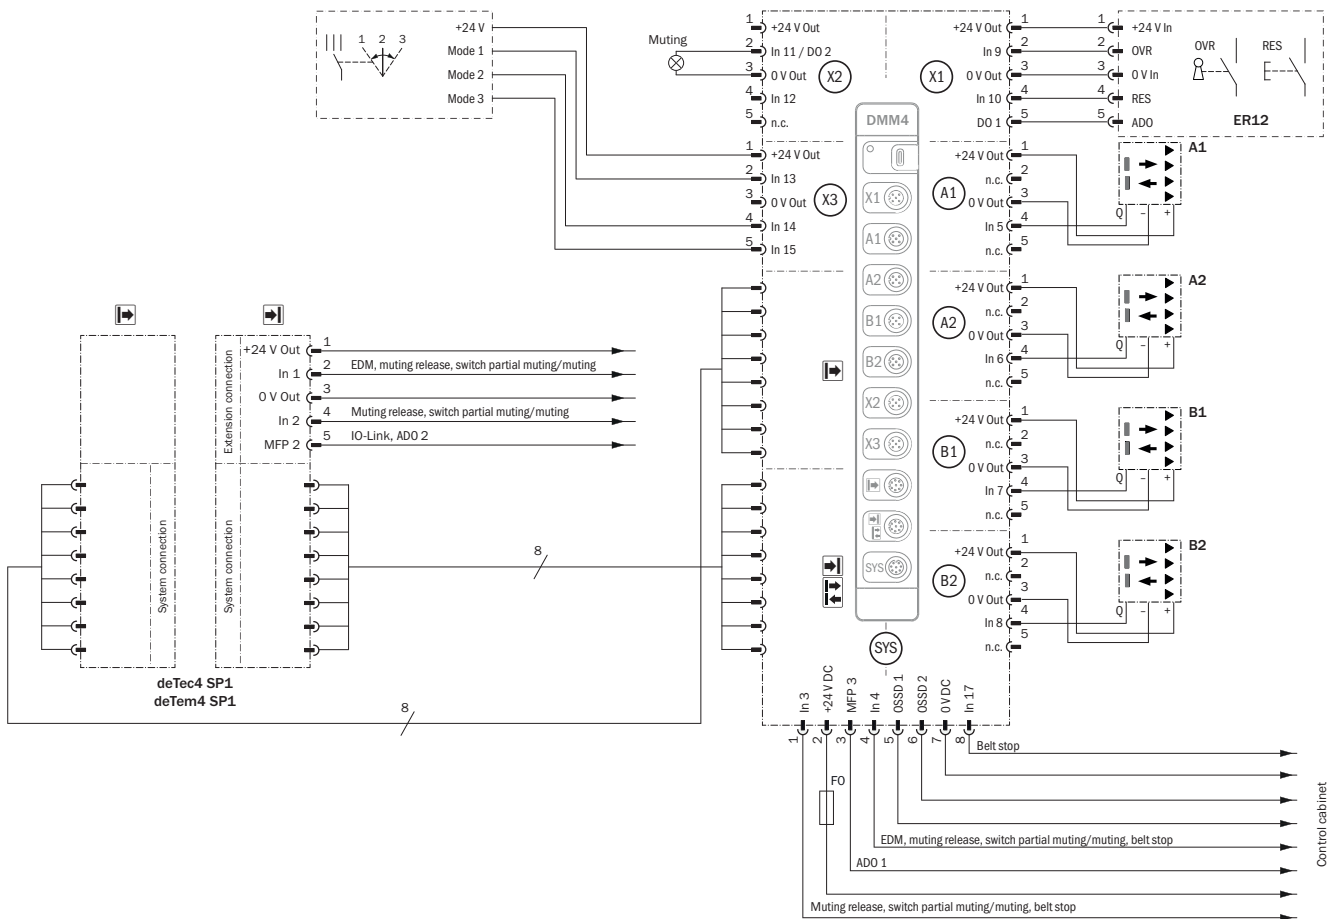 1 2 3
+24 V
Mode 1
Mode 2
Mode 3
Muting
1 +24 V Out
2 In 11 / DO 2
3 0 V Out
4 In 12
5 n.c.
X2
1 +24 V Out
2 In 13
3 0 V Out
4 In 14
5 In 15
X3
X1
+24 V Out 1
In 9 2
0 V Out 3
In 10 4
DO 1 5
1 +24 V In
2 OVR
3 0 V In
4 RES
5 ADO
OVR RES
ER12
DMM4
X1
A1
A2
B1
B2
X2
X3
SYS
SYS
A1
+24 V Out 1
n.c. 2
0 V Out 3
In 5 4
n.c. 5
A1
Q – +
A2
+24 V Out 1
n.c. 2
0 V Out 3
In 6 4
n.c. 5
A2
Q – +
B1
+24 V Out 1
n.c. 2
0 V Out 3
In 7 4
n.c. 5
B1
Q – +
B2
+24 V Out 1
n.c. 2
0 V Out 3
In 8 4
n.c. 5
B2
Q – +
Extension connection
+24 V Out 1
In 1 2 EDM, muting release, switch partial muting/muting
0 V Out 3
In 2 4 Muting release, switch partial muting/muting
MFP 2 5 IO-Link, ADO 2
System connection
System connection
8
8
deTec4 SP1
deTem4 SP1
In 3
+24 V DC
MFP 3
In 4
OSSD 1
OSSD 2
0 V DC
In 17
1 2 3 4 5 6 7 8
Belt stop
F0
EDM, muting release, switch partial muting/muting, belt stop
ADO 1
Muting release, switch partial muting/muting, belt stop
Control cabinet